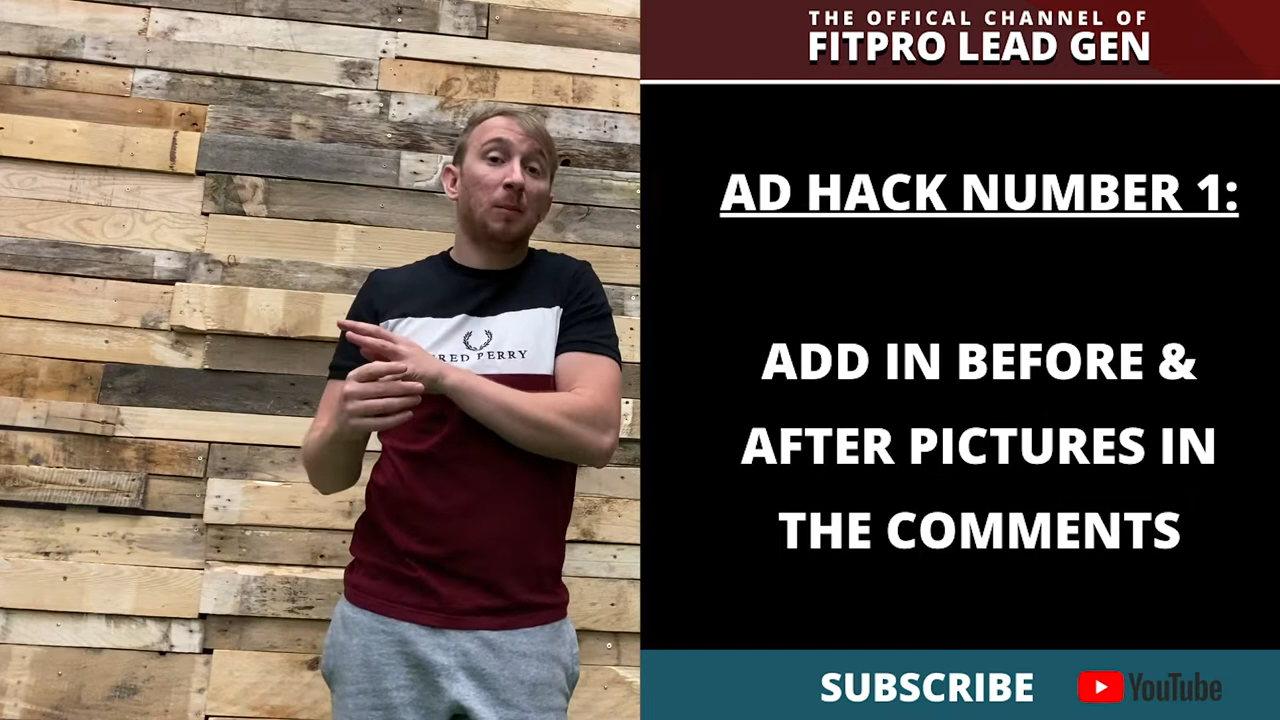 THE OFFICAL CHANNEL OF
FITPRO LEAD GEN
AD HACK NUMBER 1:
ADD IN BEFORE &
AFTER PICTURES IN
THE COMMENTS
RED PERRY
SUBSCRIBE YouTube